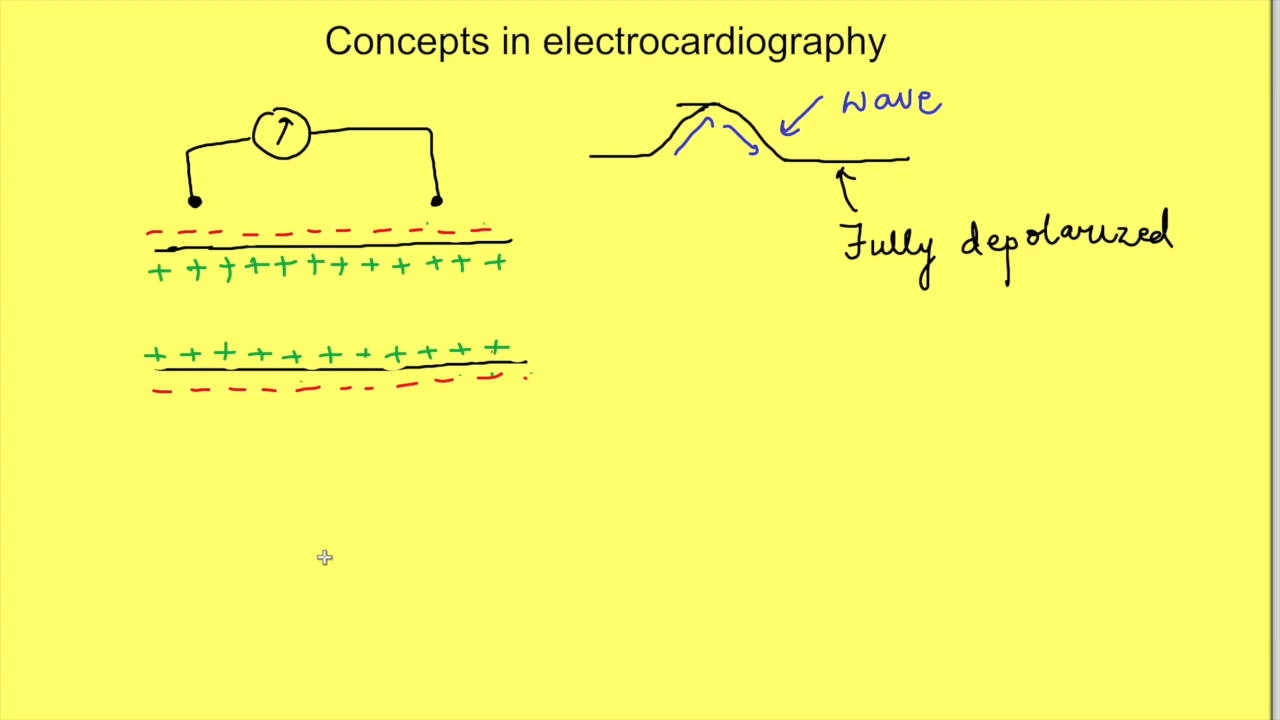 Concepts in electrocardiography
wave
Fully depolarized
- - - - - - - - - - -
+ + + + + + + + + + +  +
+ + + + + + + + + + +
- - - - - - - - - -